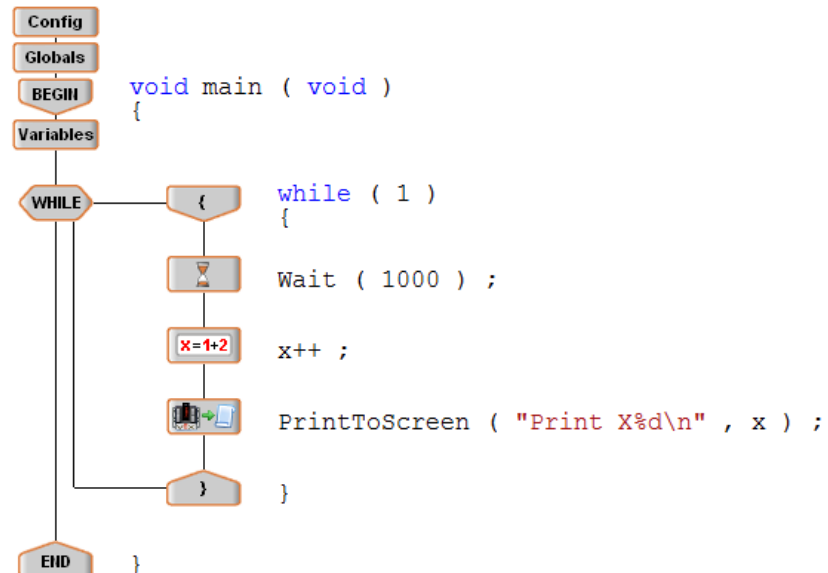 Config
Globals
BEGIN void main ( void )
{
Variables
WHILE { while ( 1 )
{
Wait ( 1000 ) ;
x=1+2 x++ ;
PrintToScreen ( "Print X%d\n" , x ) ;
} }
END }